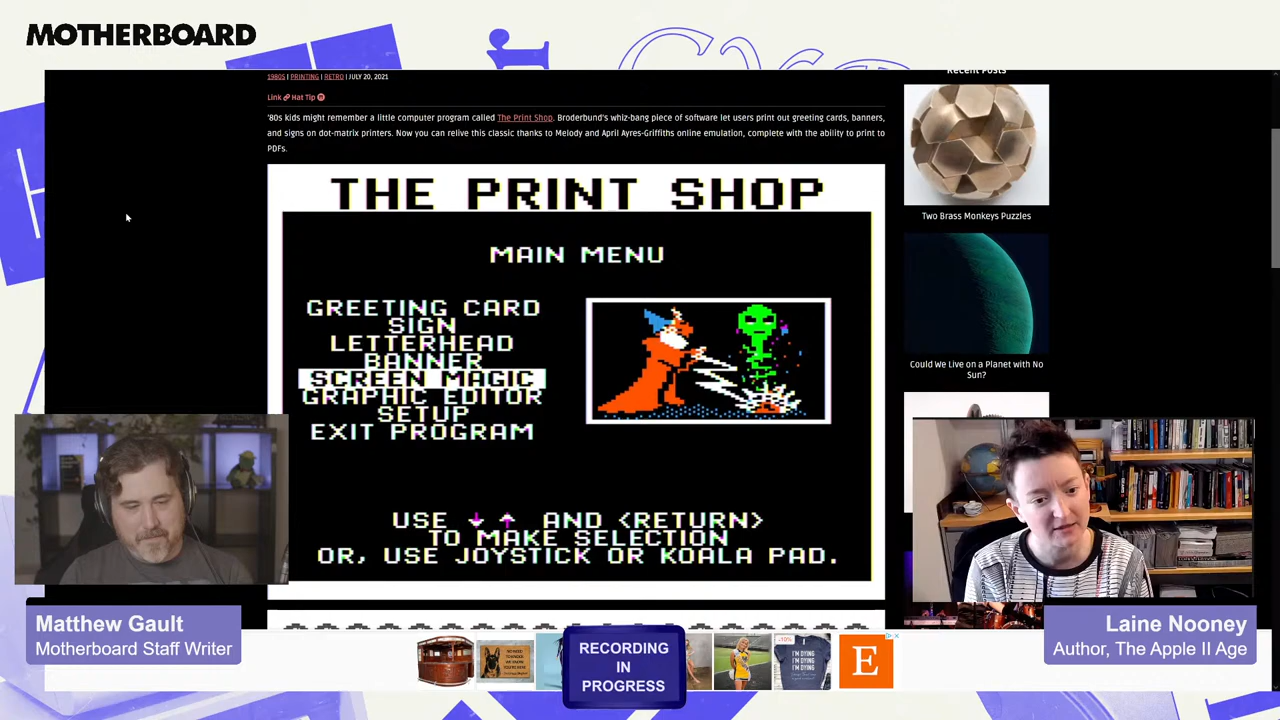 MOTHERBOARD
1980S | PRINTING | RETRO | JULY 20, 2021
Link Hat Tip
'80s kids might remember a little computer program called The Print Shop. Broderbund's whiz-bang piece of software let users print out greeting cards, banners,
and signs on dot-matrix printers. Now you can relive this classic thanks to Melody and April Ayres-Griffiths online emulation, complete with the ability to print to
PDFs.
THE PRINT SHOP
MAIN MENU
GREETING CARD
SIGN
LETTERHEAD
BANNER
SCREEN MAGIC
GRAPHIC EDITOR
SETUP
EXIT PROGRAM
USE ↓ ↑ AND <RETURN>
TO MAKE SELECTION
OR, USE JOYSTICK OR KOALA PAD.
Recent Posts
Two Brass Monkeys Puzzles
Could We Live on a Planet with No
Sun?
Matthew Gault
Motherboard Staff Writer
Laine Nooney
Author, The Apple II Age
RECORDING
IN
PROGRESS
-10%
I'M DYING
I'M DYING
I'M DYING
E